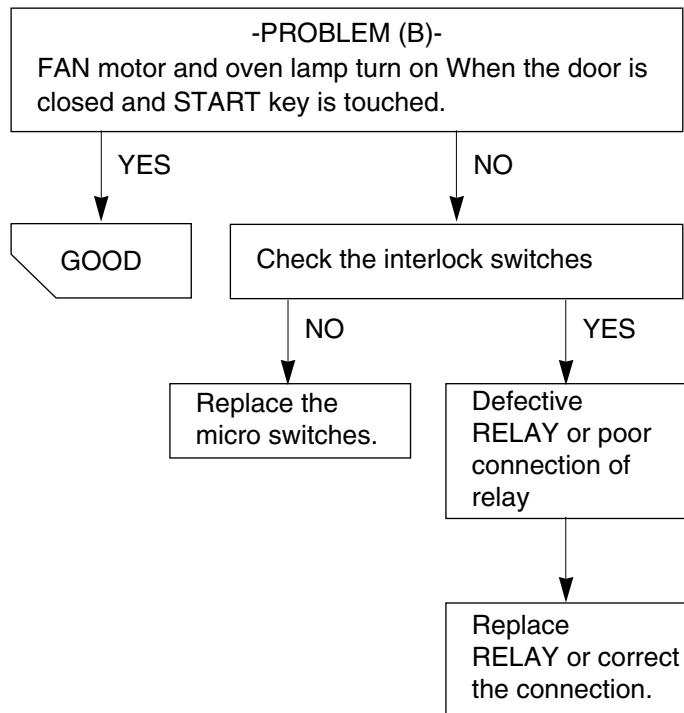 -PROBLEM (B)-
FAN motor and oven lamp turn on When the door is
closed and START key is touched.
YES
NO
GOOD
Check the interlock switches
NO
YES
Replace the
micro switches.
Defective
RELAY or poor
connection of
relay
Replace
RELAY or correct
the connection.